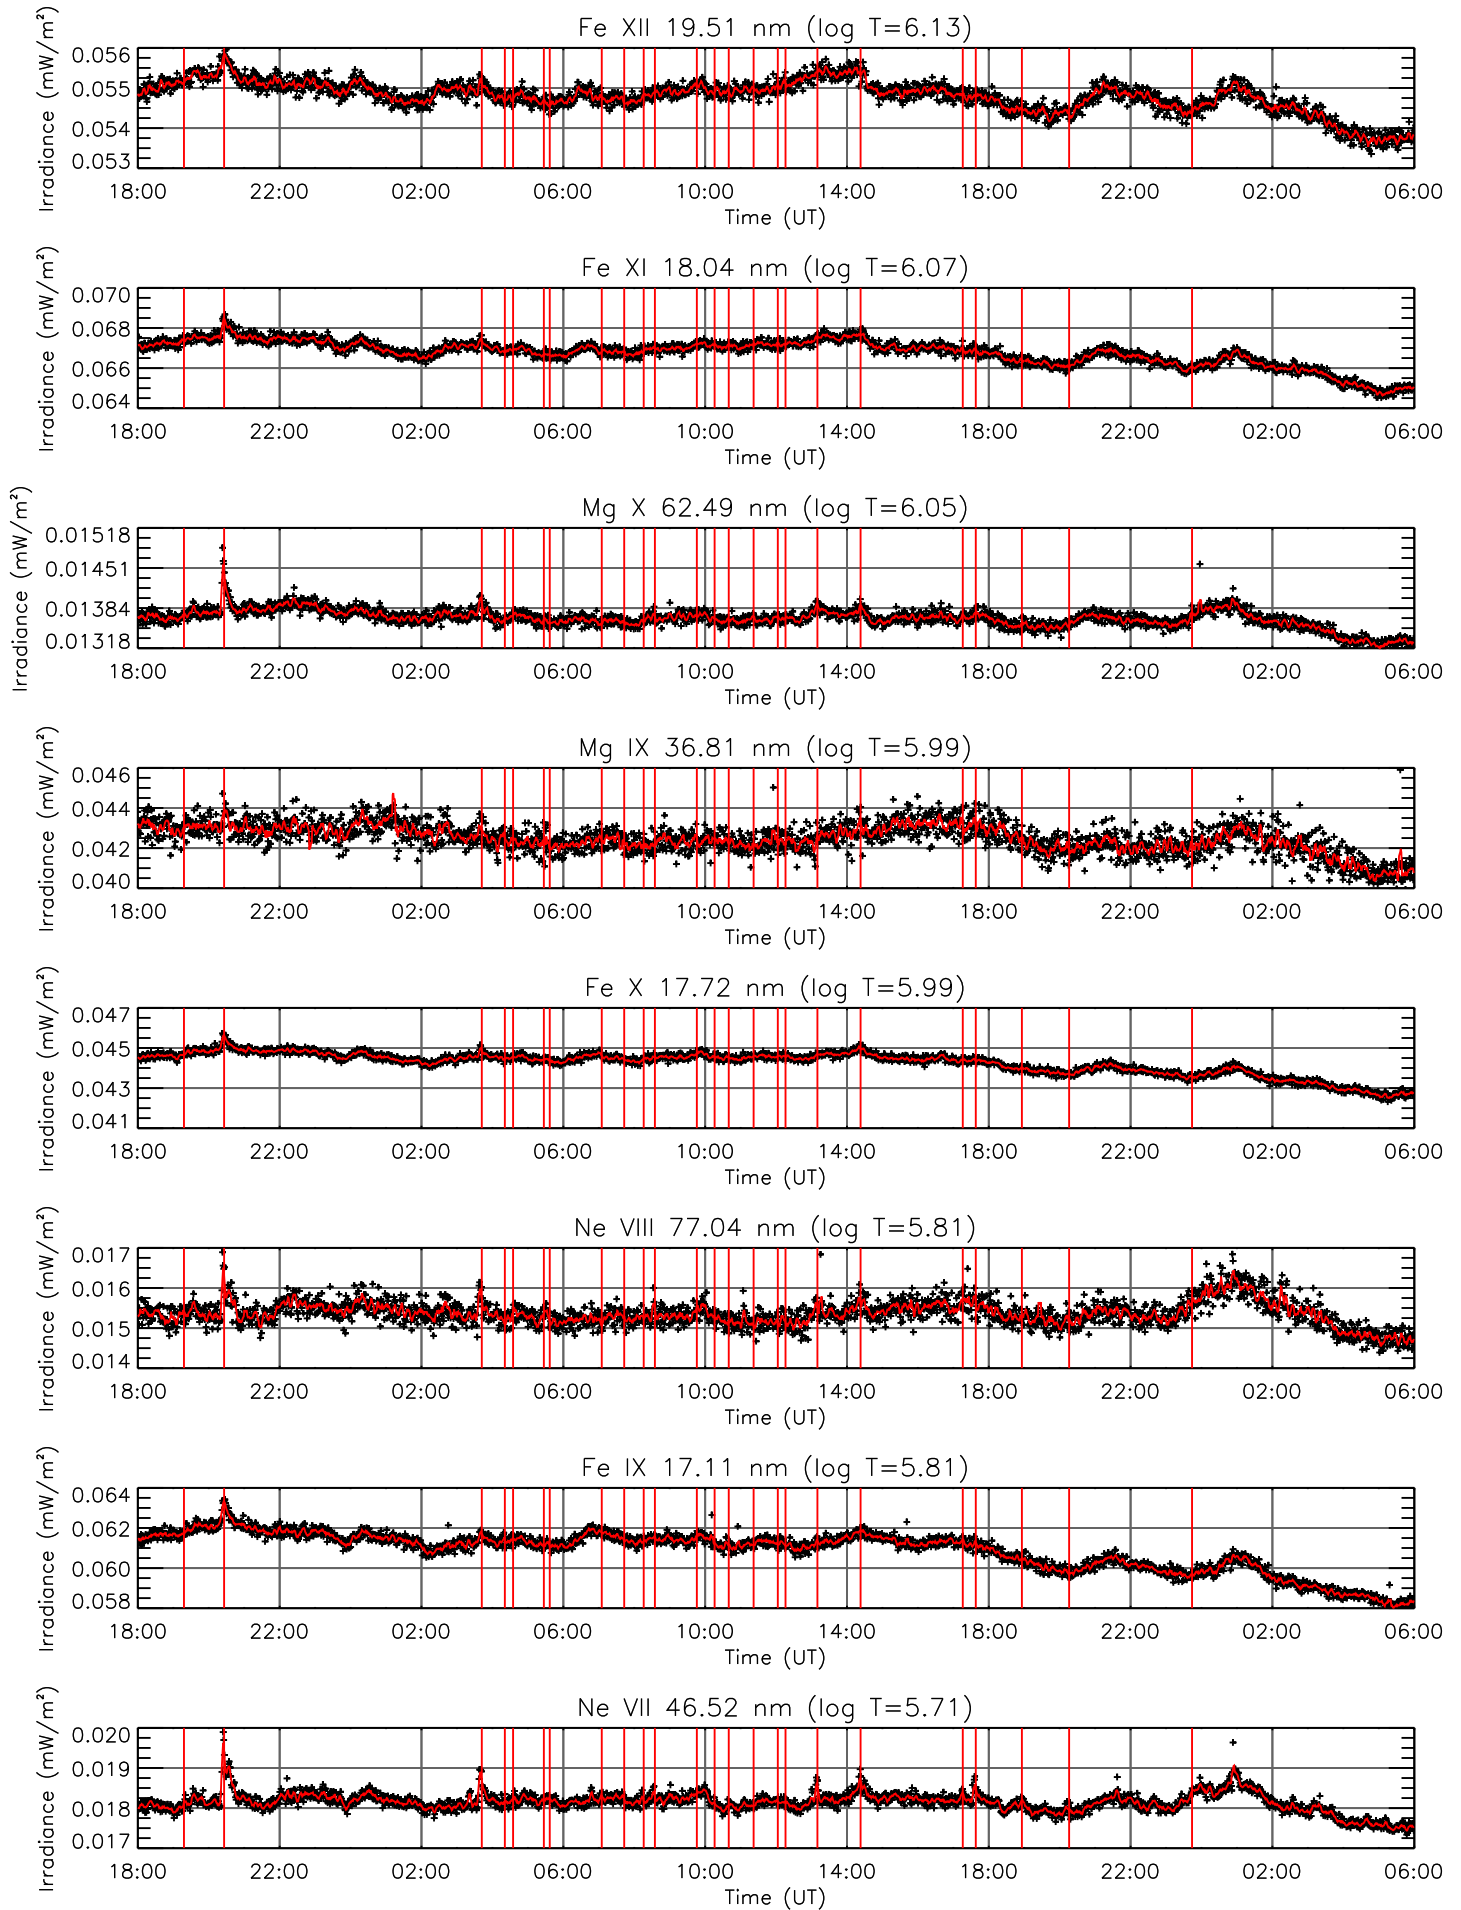 Fe XII 19.51 nm (log T=6.13)
Irradiance (mW/m²)
0.056
0.055
0.054
0.053
18:00 22:00 02:00 06:00 10:00 14:00 18:00 22:00 02:00 06:00
Time (UT)
Fe XI 18.04 nm (log T=6.07)
Irradiance (mW/m²)
0.070
0.068
0.066
0.064
18:00 22:00 02:00 06:00 10:00 14:00 18:00 22:00 02:00 06:00
Time (UT)
Mg X 62.49 nm (log T=6.05)
Irradiance (mW/m²)
0.01518
0.01451
0.01384
0.01318
18:00 22:00 02:00 06:00 10:00 14:00 18:00 22:00 02:00 06:00
Time (UT)
Mg IX 36.81 nm (log T=5.99)
Irradiance (mW/m²)
0.046
0.044
0.042
0.040
18:00 22:00 02:00 06:00 10:00 14:00 18:00 22:00 02:00 06:00
Time (UT)
Fe X 17.72 nm (log T=5.99)
Irradiance (mW/m²)
0.047
0.045
0.043
0.041
18:00 22:00 02:00 06:00 10:00 14:00 18:00 22:00 02:00 06:00
Time (UT)
Ne VIII 77.04 nm (log T=5.81)
Irradiance (mW/m²)
0.017
0.016
0.015
0.014
18:00 22:00 02:00 06:00 10:00 14:00 18:00 22:00 02:00 06:00
Time (UT)
Fe IX 17.11 nm (log T=5.81)
Irradiance (mW/m²)
0.064
0.062
0.060
0.058
18:00 22:00 02:00 06:00 10:00 14:00 18:00 22:00 02:00 06:00
Time (UT)
Ne VII 46.52 nm (log T=5.71)
Irradiance (mW/m²)
0.020
0.019
0.018
0.017
18:00 22:00 02:00 06:00 10:00 14:00 18:00 22:00 02:00 06:00
Time (UT)